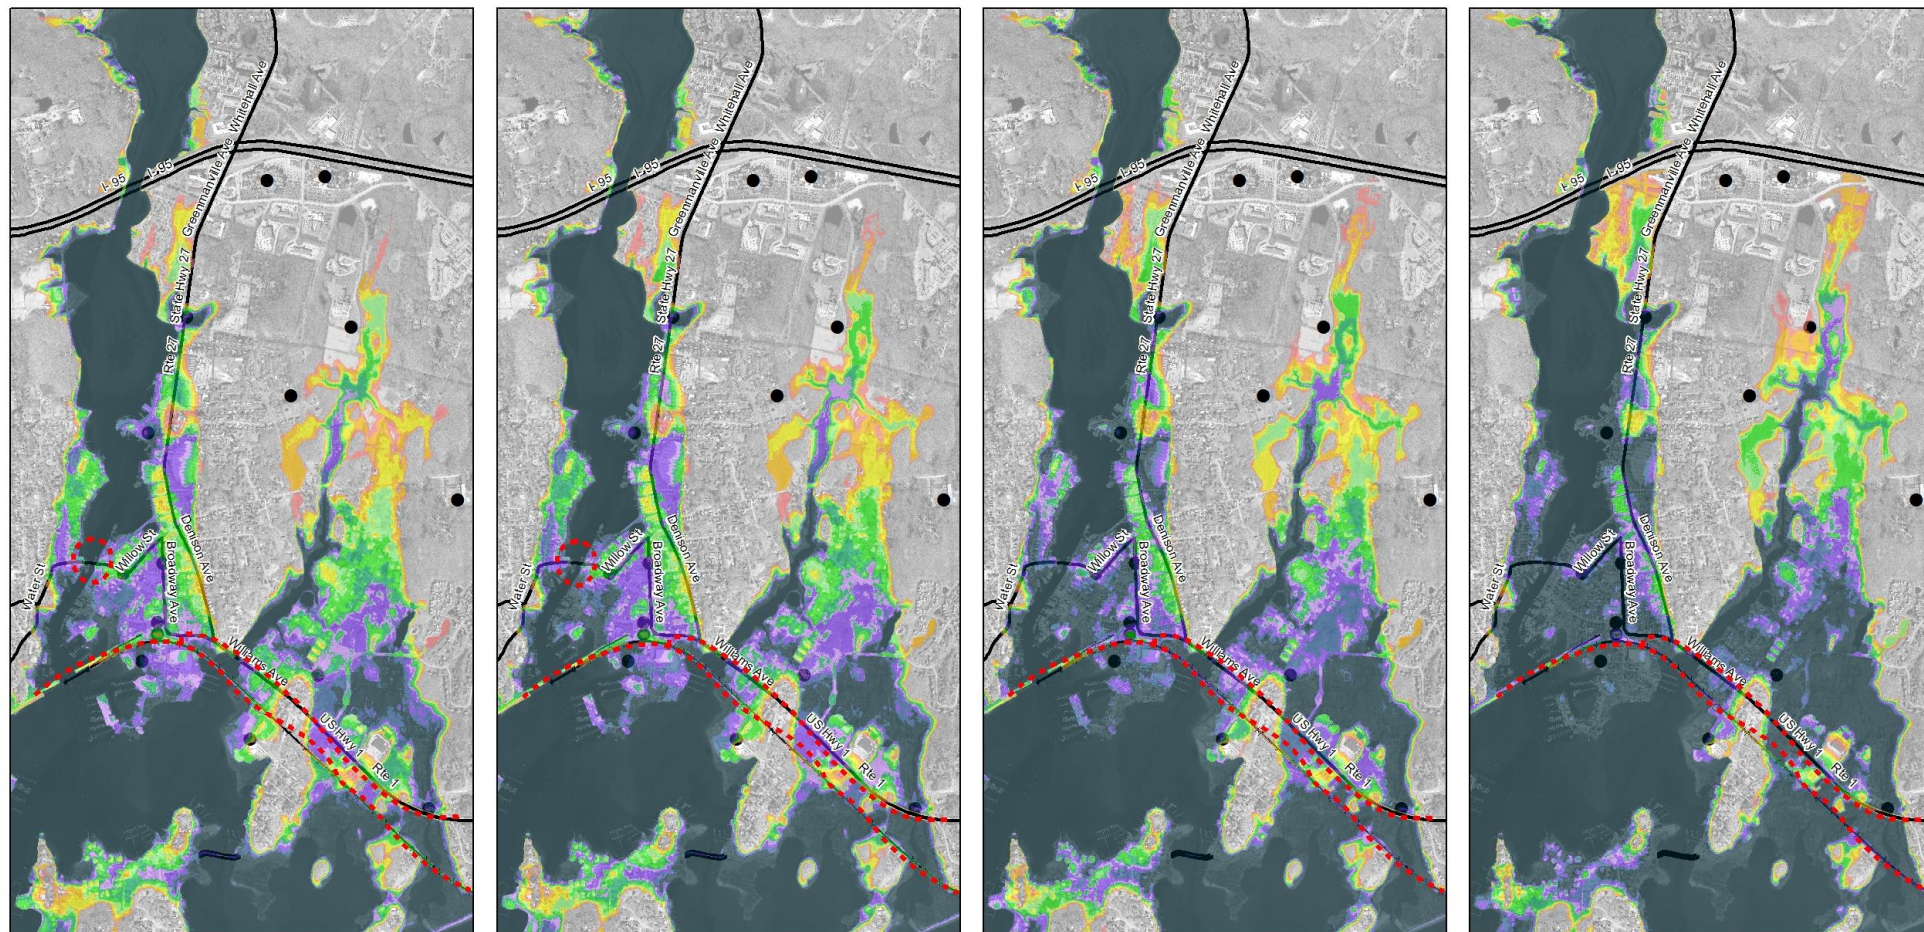 Whitehall Ave
I-95
I-95
Greenmanville Ave
State Hwy 27
Rte 27
Denison Ave
Willow St
Broadway Ave
Water St
Williams Ave
US Hwy 1
Rte 1
Whitehall Ave
I-95
I-95
Greenmanville Ave
State Hwy 27
Rte 27
Denison Ave
Willow St
Broadway Ave
Water St
Williams Ave
US Hwy 1
Rte 1
Whitehall Ave
I-95
I-95
Greenmanville Ave
State Hwy 27
Rte 27
Denison Ave
Willow St
Broadway Ave
Water St
Williams Ave
US Hwy 1
Rte 1
Whitehall Ave
I-95
I-95
Greenmanville Ave
State Hwy 27
Rte 27
Denison Ave
Willow St
Broadway Ave
Water St
Williams Ave
US Hwy 1
Rte 1